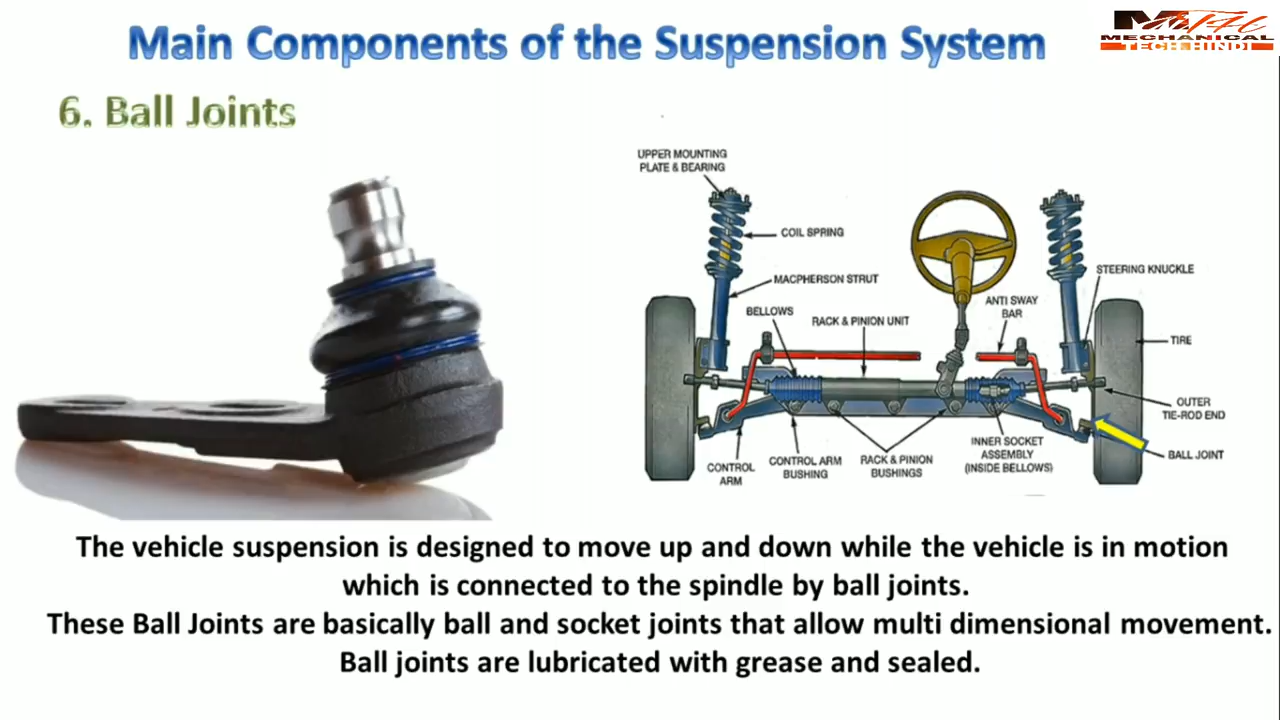 Main Components of the Suspension System
MECHANICAL
TECH HINDI
6. Ball Joints
UPPER MOUNTING
PLATE & BEARING
COIL SPRING
MACPHERSON STRUT
BELLOWS
RACK & PINION UNIT
ANTI SWAY
BAR
STEERING KNUCKLE
TIRE
OUTER
TIE-ROD END
BALL JOINT
INNER SOCKET
ASSEMBLY
(INSIDE BELLOWS)
RACK & PINION
BUSHINGS
CONTROL ARM
BUSHING
CONTROL
ARM
The vehicle suspension is designed to move up and down while the vehicle is in motion
which is connected to the spindle by ball joints.
These Ball Joints are basically ball and socket joints that allow multi dimensional movement.
Ball joints are lubricated with grease and sealed.